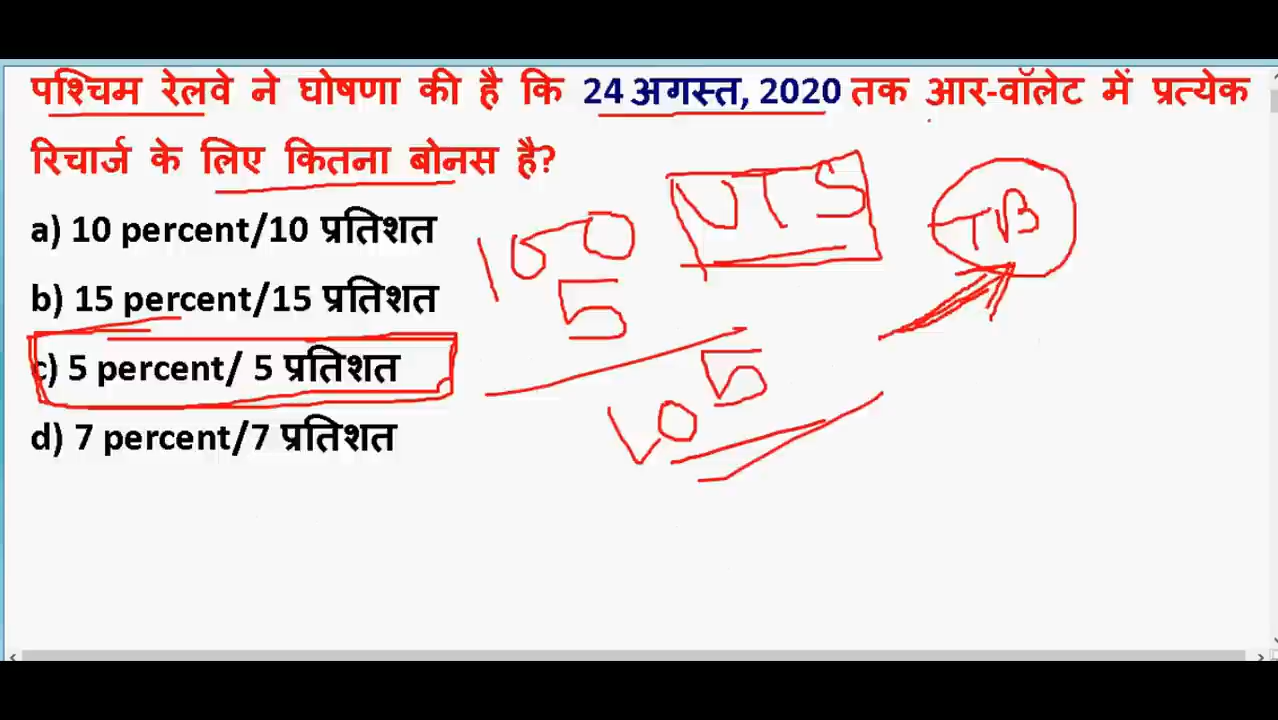 पश्चिम रेलवे ने घोषणा की है कि 24 अगस्त, 2020 तक आर-वॉलेट में प्रत्येक
रिचार्ज के लिए कितना बोनस है?
a) 10 percent/10 प्रतिशत
b) 15 percent/15 प्रतिशत
c) 5 percent/ 5 प्रतिशत
d) 7 percent/7 प्रतिशत
100
5
105
UTS